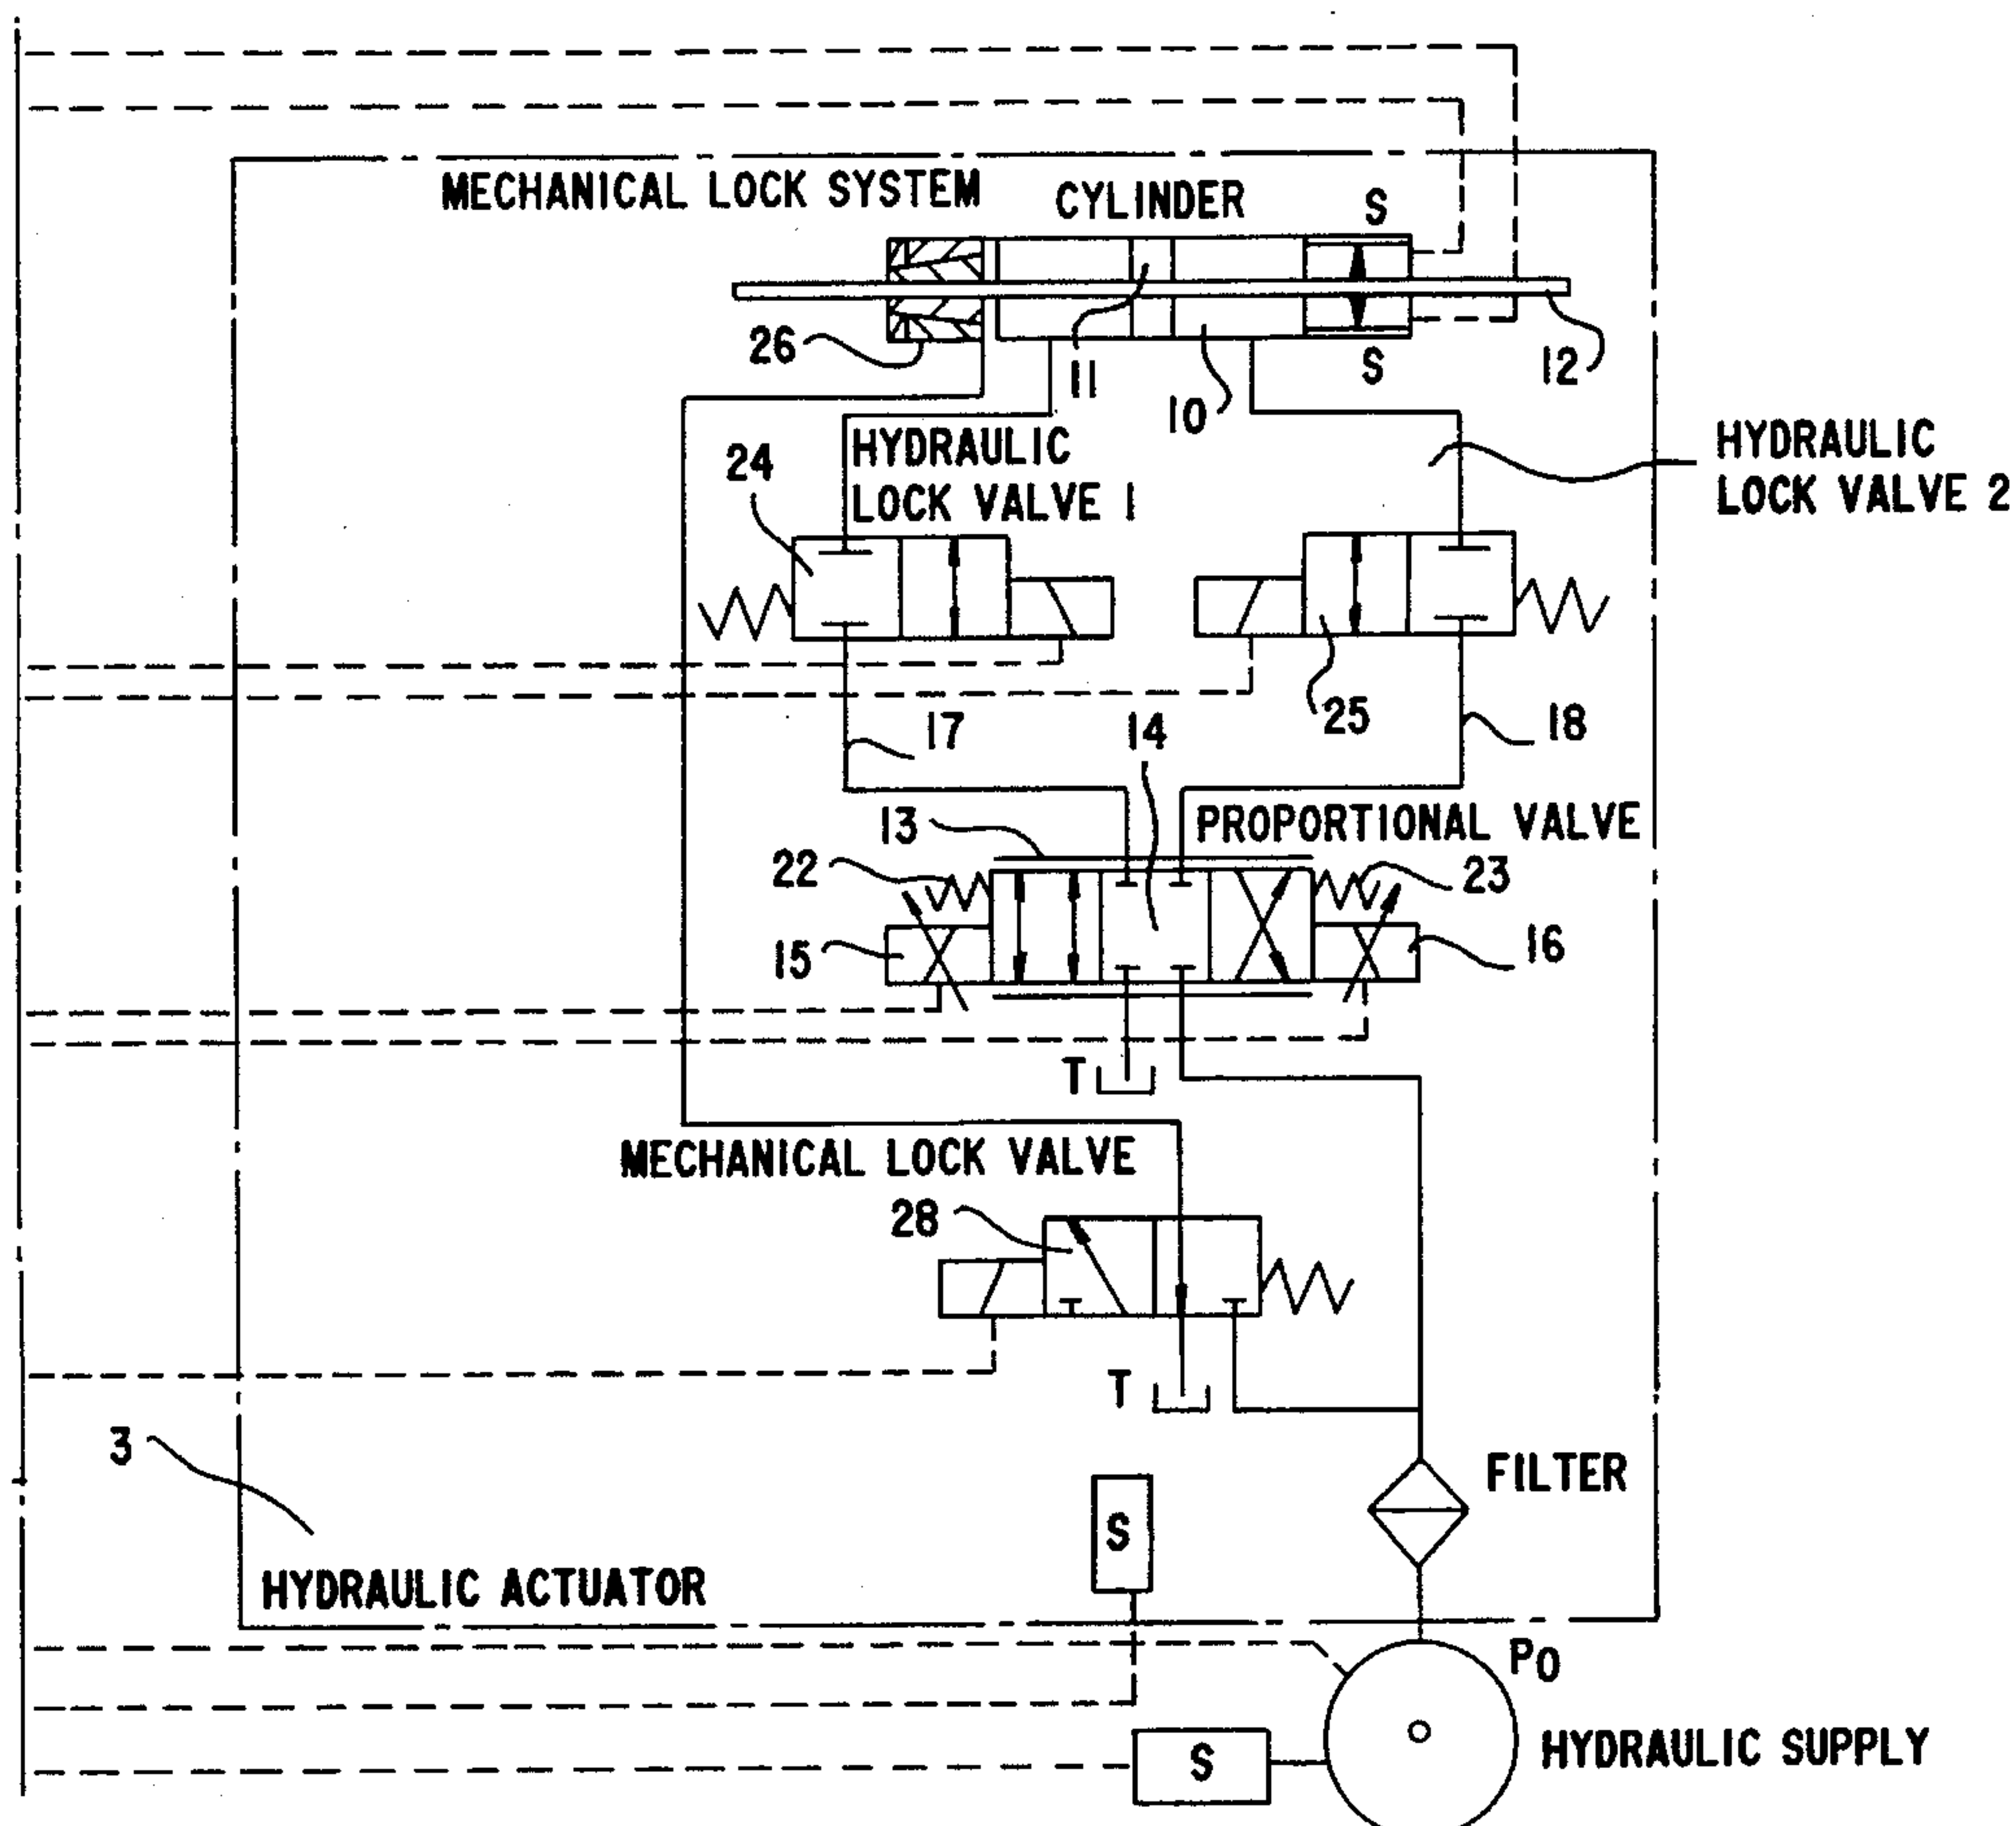 MECHANICAL LOCK SYSTEM
CYLINDER
S
26
11
10
S
12
24
HYDRAULIC
LOCK VALVE 1
HYDRAULIC
LOCK VALVE 2
25
17
14
18
13
PROPORTIONAL VALVE
22
23
15
16
T
MECHANICAL LOCK VALVE
28
T
3
FILTER
S
HYDRAULIC ACTUATOR
P0
S
HYDRAULIC SUPPLY